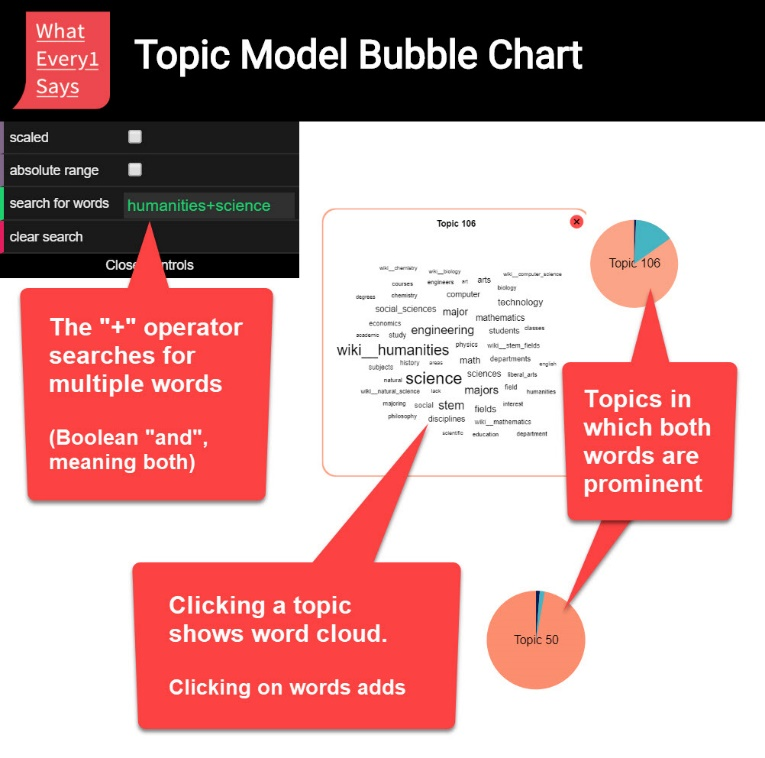 What
Every1
Says
Topic Model Bubble Chart
scaled
absolute range
search for words humanities+science
clear search
Close ntrols
The "+" operator
searches for
multiple words
(Boolean "and",
meaning both)
Topic 106
wiki__chemistry wiki__biology wiki__computer_science
courses engineers art arts biology
degrees chemistry computer technology
social_sciences major mathematics
economics engineering students classes
academic study physics wiki__stem_fields
wiki__humanities
history areas math departments english
subjects
natural science sciences liberal_arts
wiki__natural_science lack majors field humanities
majoring social stem fields interest
philosophy disciplines wiki__mathematics
scientific education department
Topic 106
Topics in
which both
words are
prominent
Clicking a topic
shows word cloud.
Clicking on words adds
Topic 50